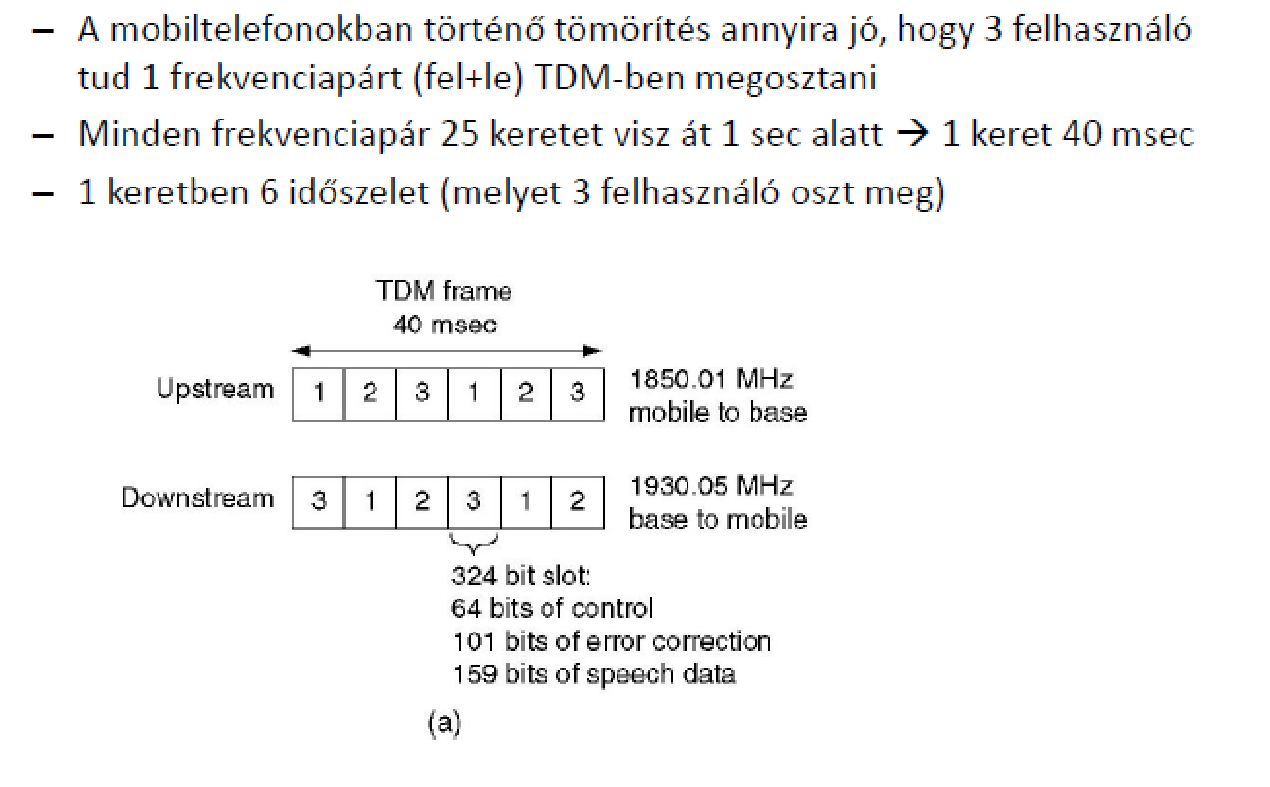 – A mobiltelefonokban történő tömörítés annyira jó, hogy 3 felhasználó
tud 1 frekvenciapárt (fel+le) TDM-ben megosztani
– Minden frekvenciapár 25 keretet visz át 1 sec alatt → 1 keret 40 msec
– 1 keretben 6 időszelet (melyet 3 felhasználó oszt meg)
TDM frame
40 msec
Upstream 1 2 3 1 2 3 1850.01 MHz
mobile to base
Downstream 3 1 2 3 1 2 1930.05 MHz
base to mobile
324 bit slot:
64 bits of control
101 bits of error correction
159 bits of speech data
(a)